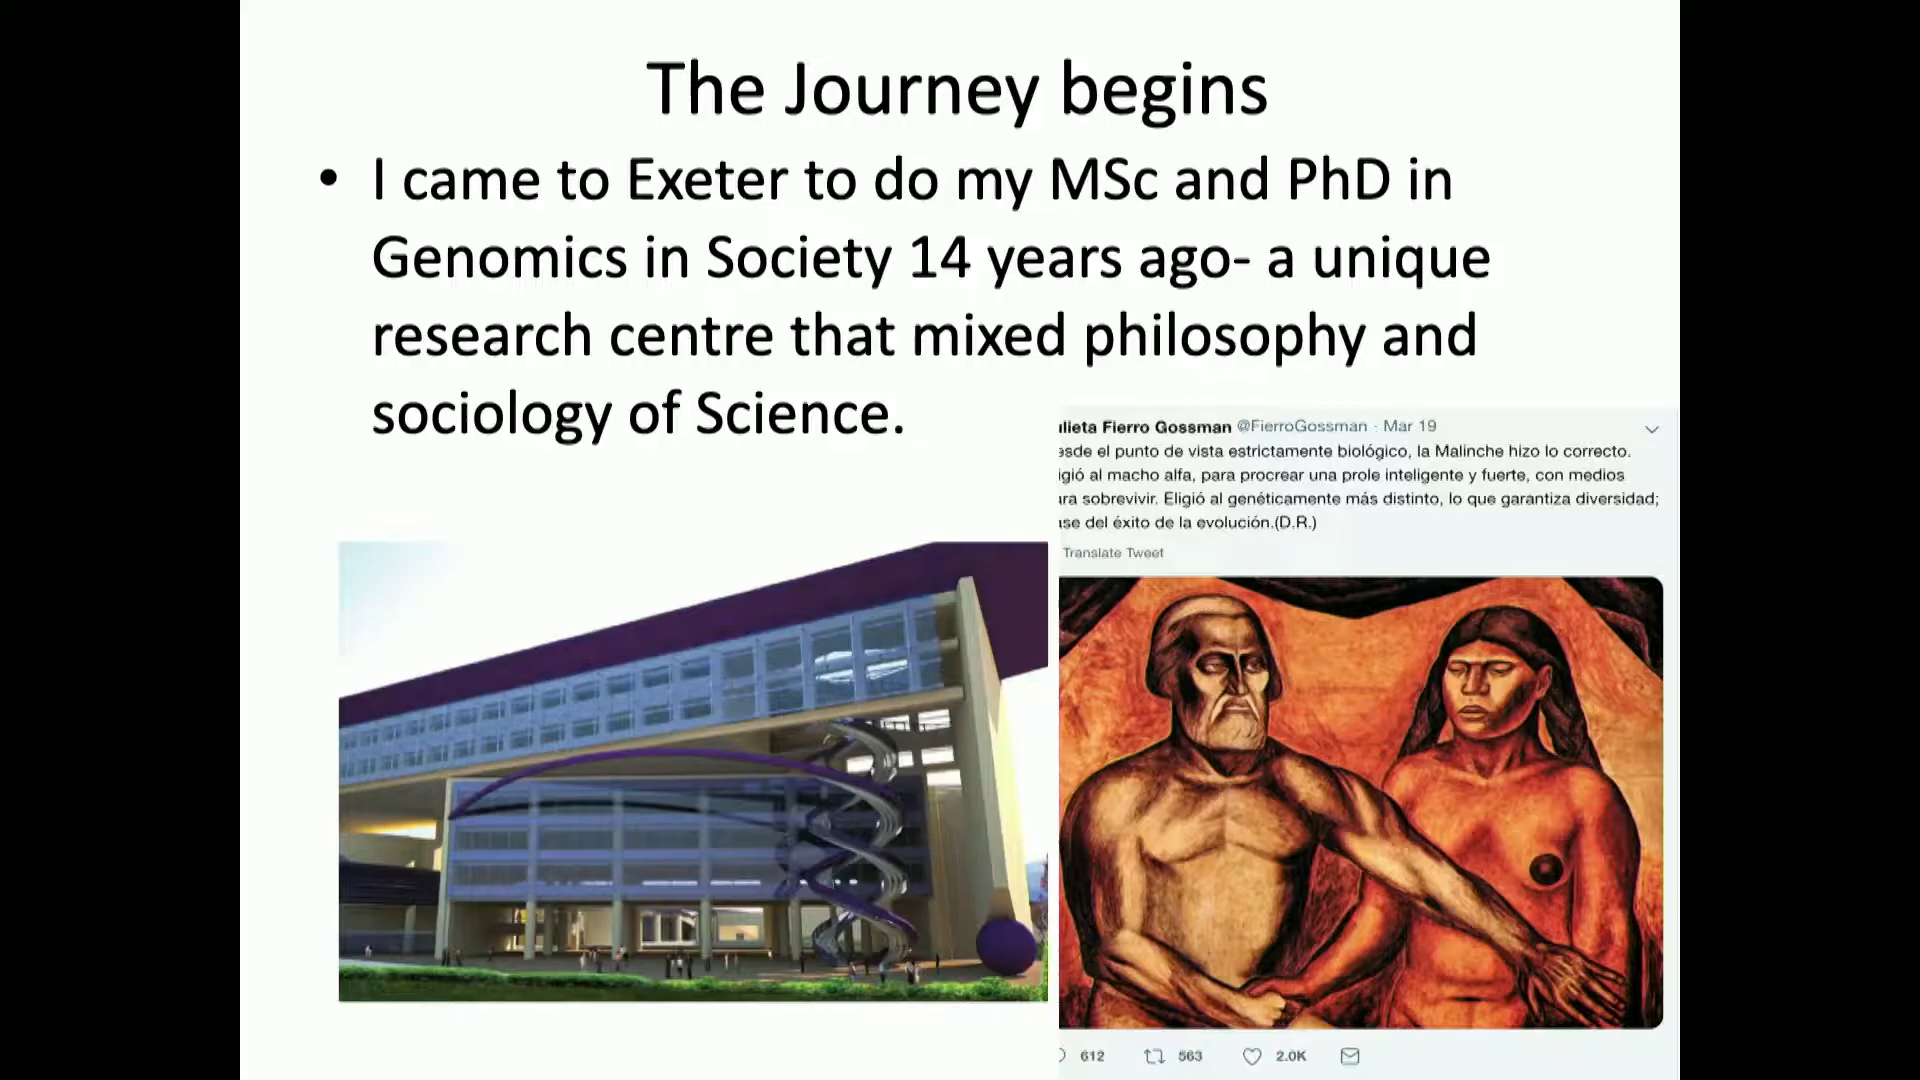 The Journey begins
• I came to Exeter to do my MSc and PhD in
Genomics in Society 14 years ago- a unique
research centre that mixed philosophy and
sociology of Science.
ulieta Fierro Gossman @FierroGossman · Mar 19
esde el punto de vista estrictamente biológico, la Malinche hizo lo correcto.
igió al macho alfa, para procrear una prole inteligente y fuerte, con medios
ara sobrevivir. Eligió al genéticamente más distinto, lo que garantiza diversidad;
ase del éxito de la evolución.(D.R.)
Translate Tweet
612 563 2.0K